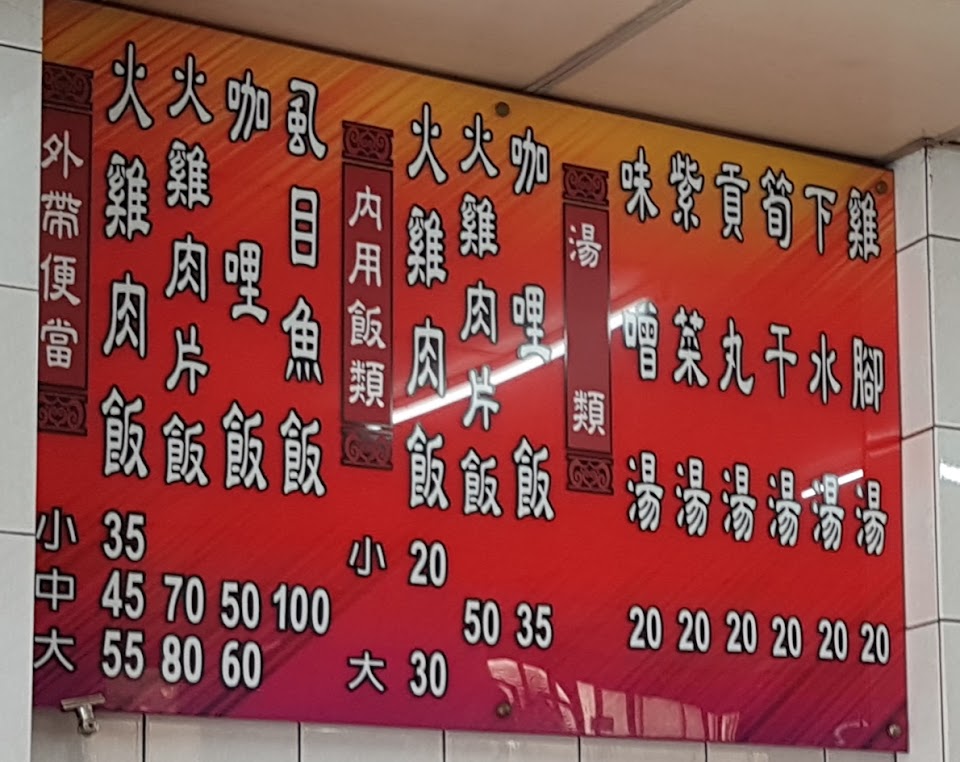 外帶便當
小
中
大
火雞肉飯
35
45
55
火雞肉片飯
70
80
咖哩飯
50
60
虱目魚飯
100
內用飯類
小
大
火雞肉飯
20
30
火雞肉片飯
50
咖哩飯
35
湯類
味噌湯
20
紫菜湯
20
貢丸湯
20
筍干湯
20
下水湯
20
雞腳湯
20